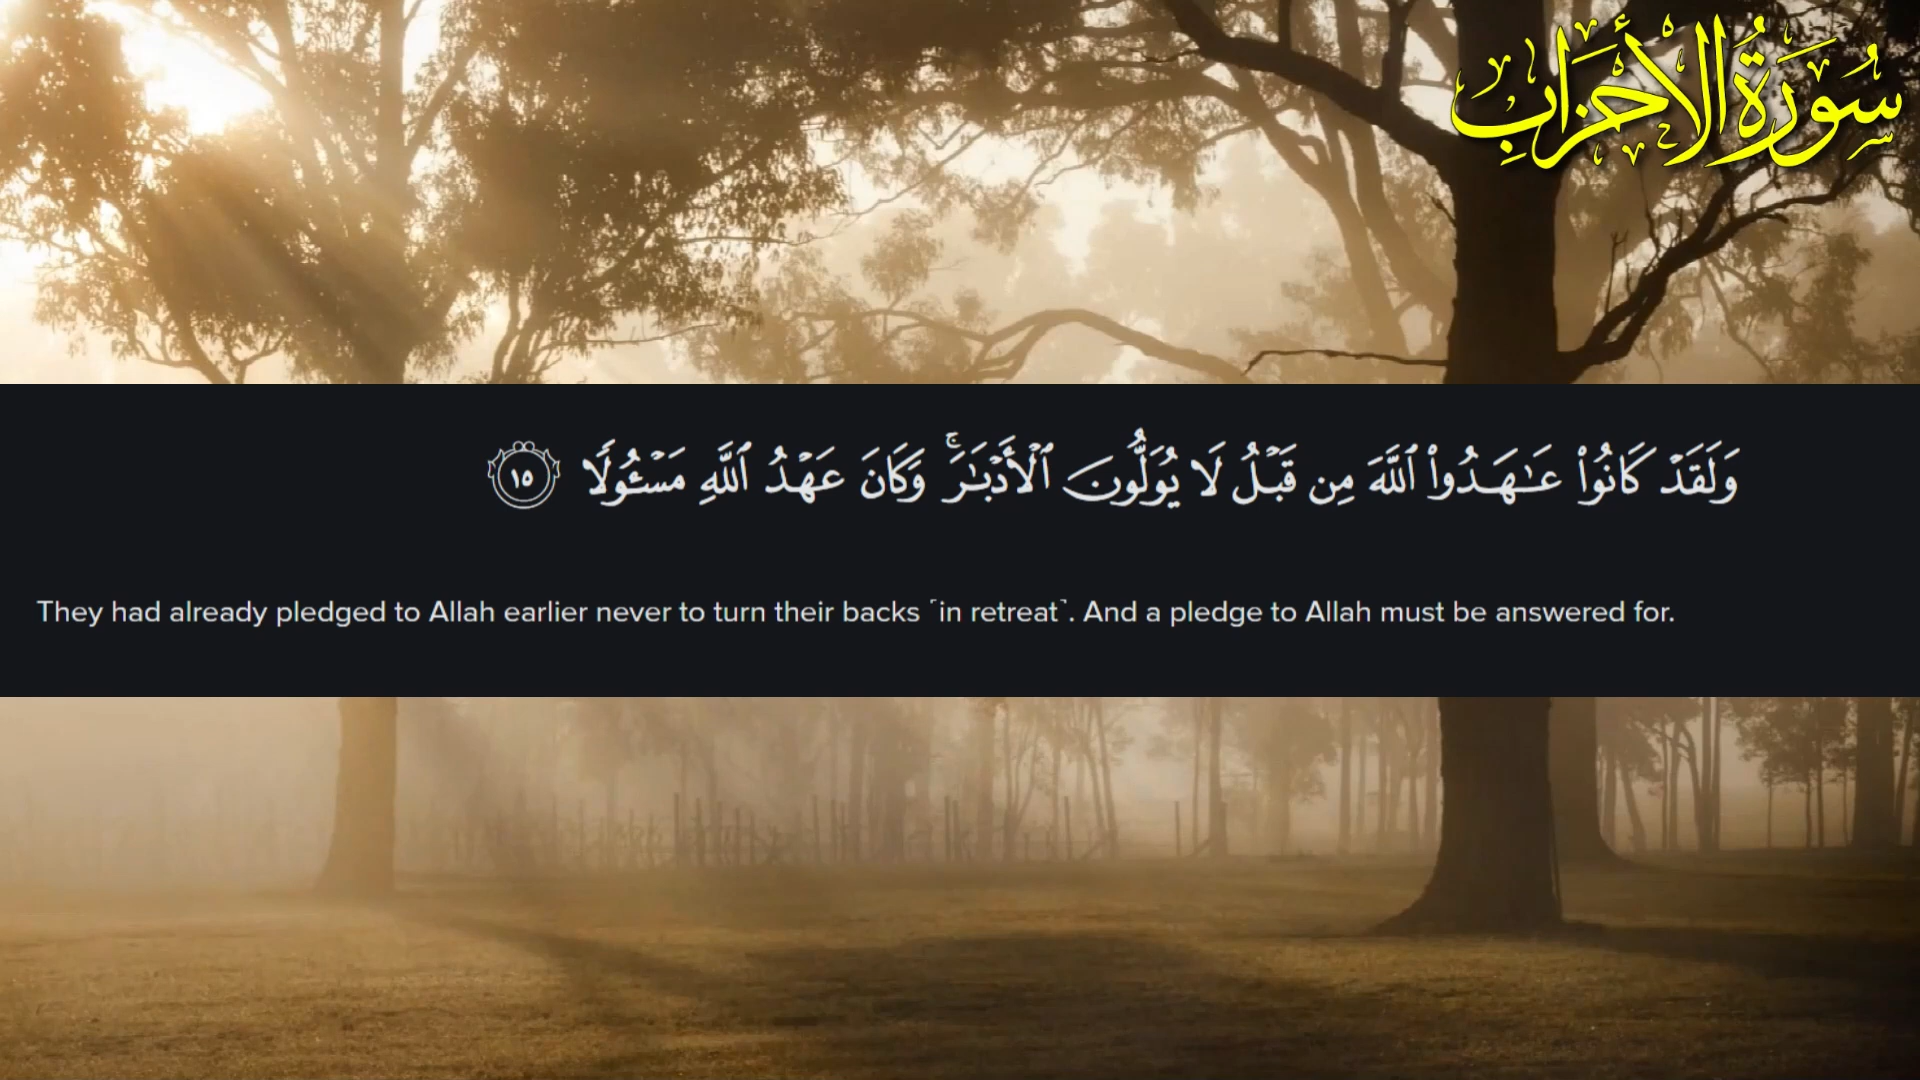 سُورَةُ الأَحْزَابِ
وَلَقَدْ كَانُوا۟ عَـٰهَدُوا۟ ٱللَّهَ مِن قَبْلُ لَا يُوَلُّونَ ٱلْأَدْبَـٰرَ ۚ وَكَانَ عَهْدُ ٱللَّهِ مَسْـُٔولًا ١٥
They had already pledged to Allah earlier never to turn their backs ˹in retreat˺. And a pledge to Allah must be answered for.